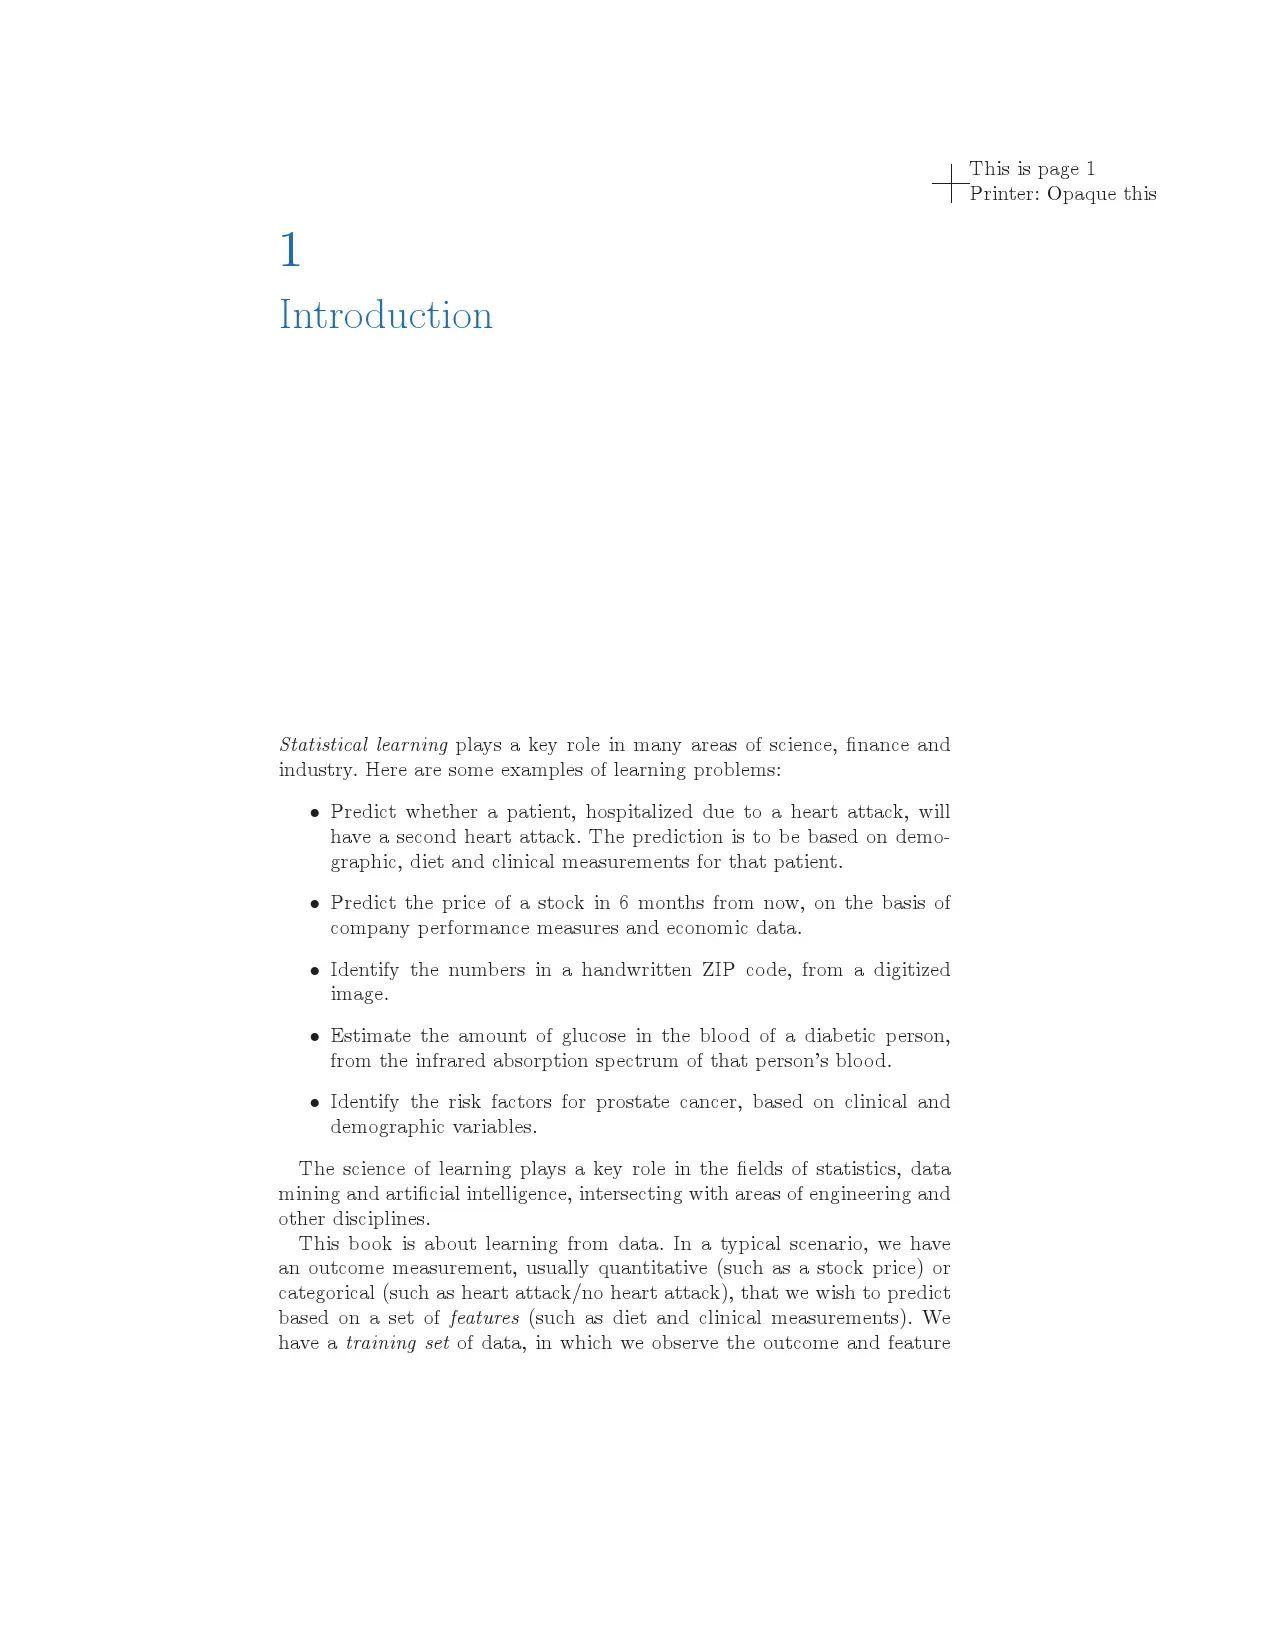 This is page 1
Printer: Opaque this
1
Introduction
Statistical learning plays a key role in many areas of science, finance and
industry. Here are some examples of learning problems:
• Predict whether a patient, hospitalized due to a heart attack, will
have a second heart attack. The prediction is to be based on demo-
graphic, diet and clinical measurements for that patient.
• Predict the price of a stock in 6 months from now, on the basis of
company performance measures and economic data.
• Identify the numbers in a handwritten ZIP code, from a digitized
image.
• Estimate the amount of glucose in the blood of a diabetic person,
from the infrared absorption spectrum of that person's blood.
• Identify the risk factors for prostate cancer, based on clinical and
demographic variables.
The science of learning plays a key role in the fields of statistics, data
mining and artificial intelligence, intersecting with areas of engineering and
other disciplines.
This book is about learning from data. In a typical scenario, we have
an outcome measurement, usually quantitative (such as a stock price) or
categorical (such as heart attack/no heart attack), that we wish to predict
based on a set of features (such as diet and clinical measurements). We
have a training set of data, in which we observe the outcome and feature